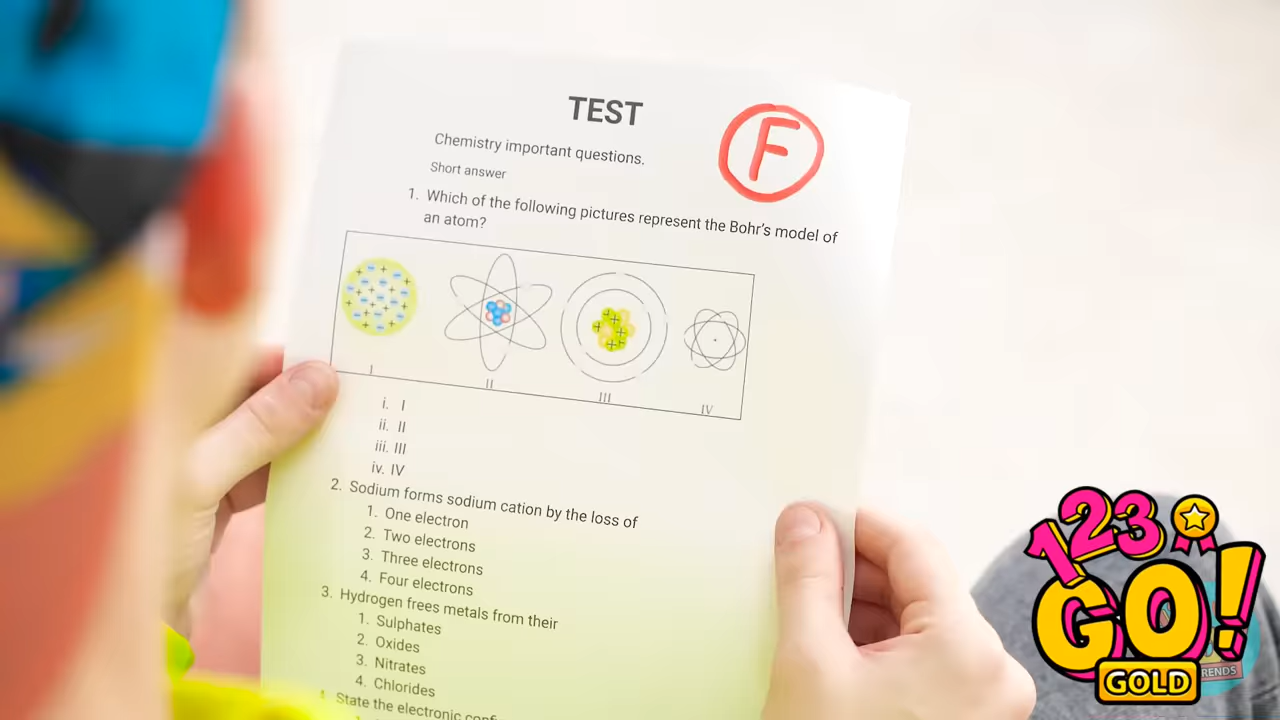 TEST
F
Chemistry important questions.
Short answer
1. Which of the following pictures represent the Bohr's model of
an atom?
I
II
III
IV
i. I
ii. II
iii. III
iv. IV
2. Sodium forms sodium cation by the loss of
1. One electron
2. Two electrons
3. Three electrons
4. Four electrons
3. Hydrogen frees metals from their
1. Sulphates
2. Oxides
3. Nitrates
4. Chlorides
State the electronic
123
GO!
GOLD
RENDS